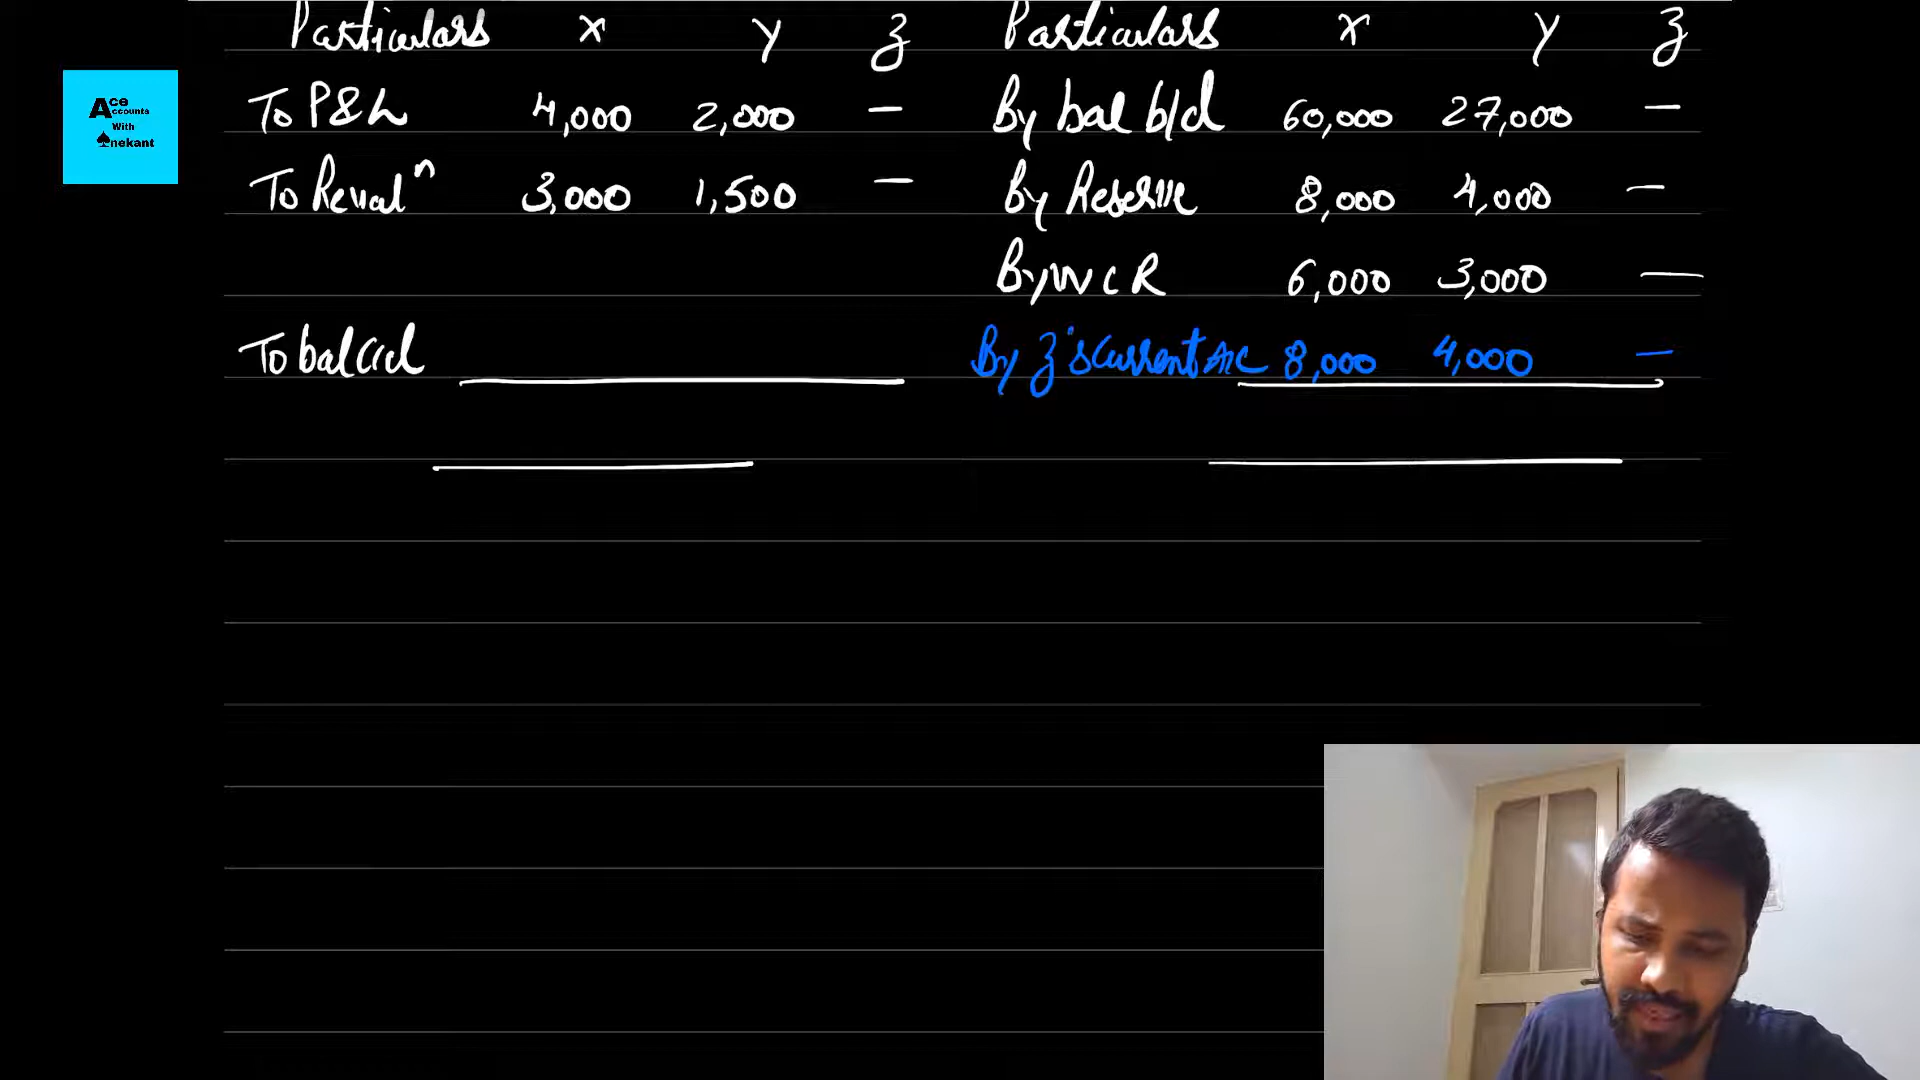 Particulars X Y Z Particulars X Y Z
Ace
Accounts
With
Anekant
To P&L 4,000 2,000 — By bal b/d 60,000 27,000 —
To Revalⁿ 3,000 1,500 — By Reserve 8,000 4,000 —
By WCR 6,000 3,000 —
To bal c/d By Z's Current A/c 8,000 4,000 —